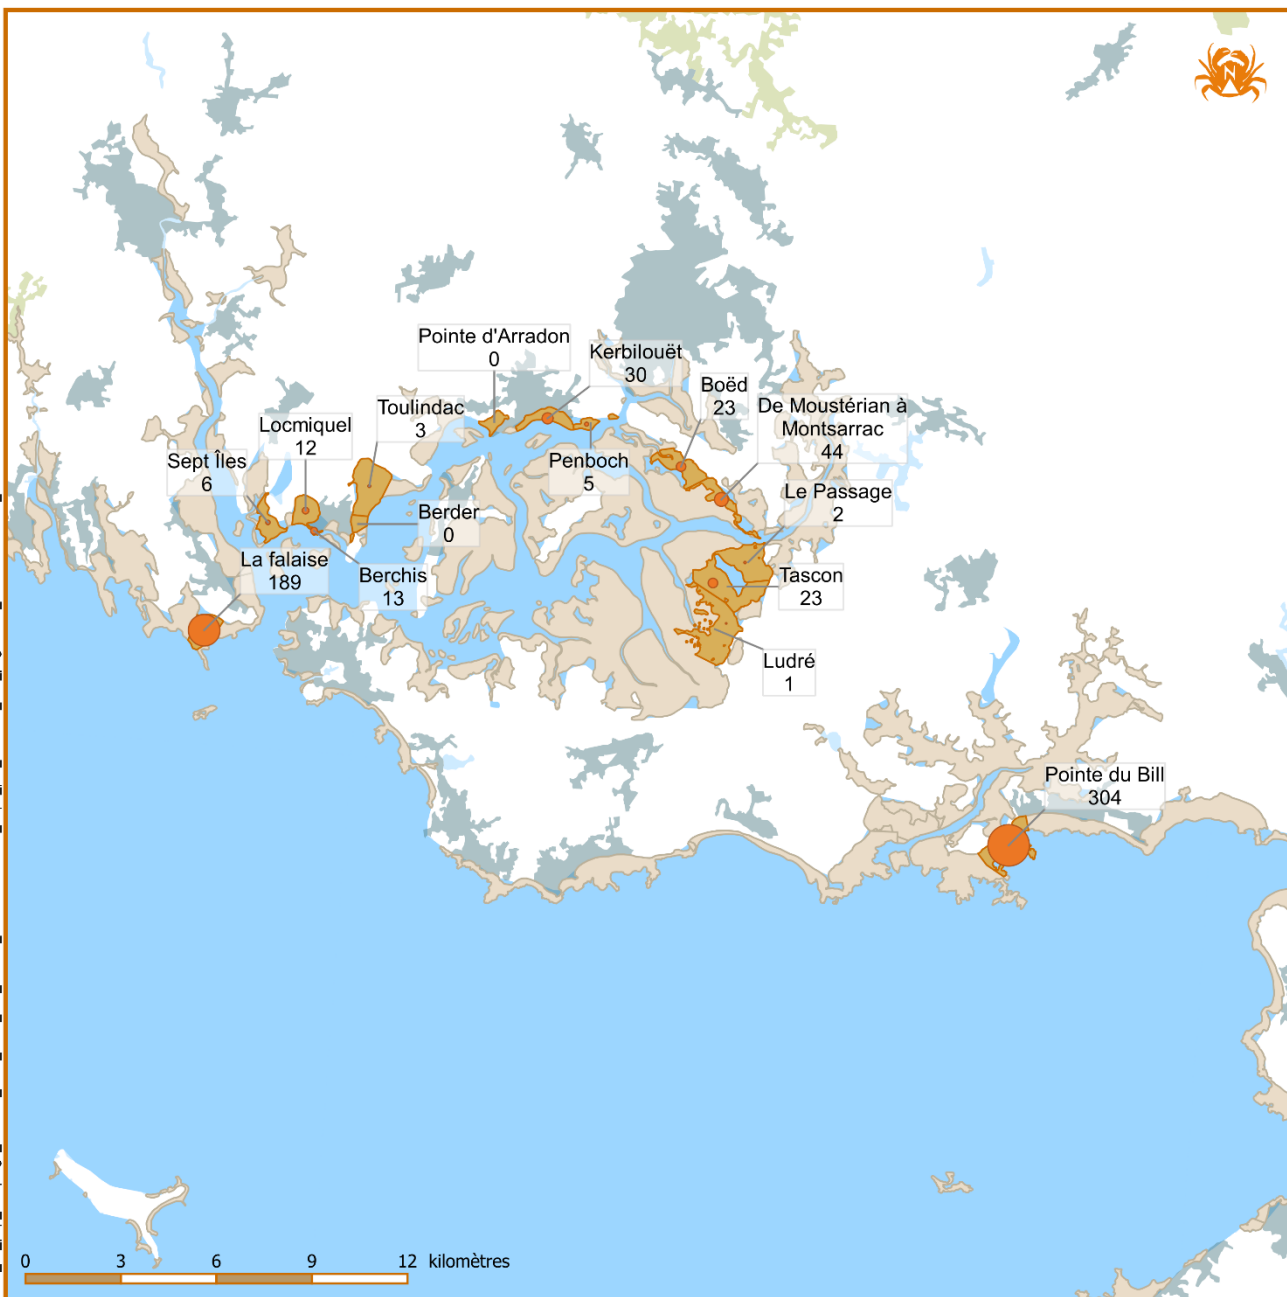 N
Pointe d'Arradon
0
Kerbilouët
30
Boëd
23
De Moustérian à
Montsarrac
44
Toulindac
3
Locmiquel
12
Sept Îles
6
Penboch
5
Le Passage
2
Berder
0
La falaise
189
Berchis
13
Tascon
23
Ludré
1
Pointe du Bill
304
0 3 6 9 12 kilomètres